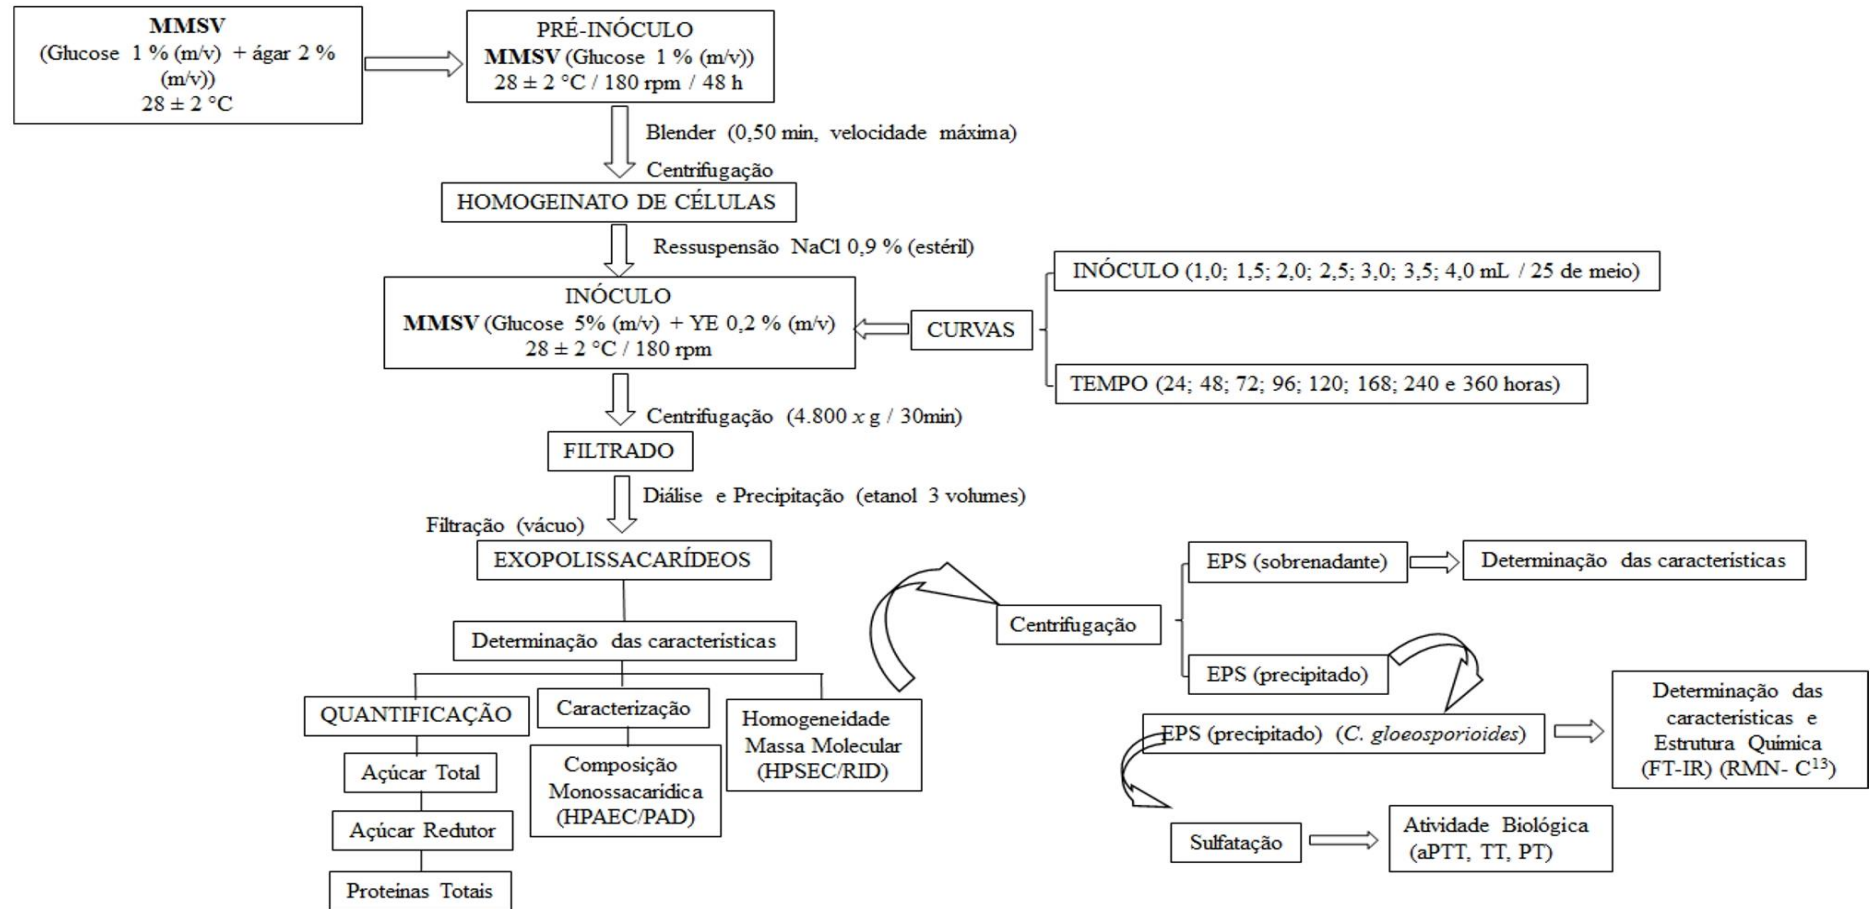 MMSV
(Glucose 1 % (m/v) + ágar 2 %
(m/v))
28 ± 2 °C
PRÉ-INÓCULO
MMSV (Glucose 1 % (m/v))
28 ± 2 °C / 180 rpm / 48 h
Blender (0,50 min, velocidade máxima)
Centrifugação
HOMOGEINATO DE CÉLULAS
Ressuspensão NaCl 0,9 % (estéril)
INÓCULO
MMSV (Glucose 5% (m/v) + YE 0,2 % (m/v)
28 ± 2 °C / 180 rpm
CURVAS
INÓCULO (1,0; 1,5; 2,0; 2,5; 3,0; 3,5; 4,0 mL / 25 de meio)
TEMPO (24; 48; 72; 96; 120; 168; 240 e 360 horas)
Centrifugação (4.800 x g / 30min)
FILTRADO
Diálise e Precipitação (etanol 3 volumes)
Filtração (vácuo)
EXOPOLISSACARÍDEOS
Determinação das características
QUANTIFICAÇÃO
Açúcar Total
Açúcar Redutor
Proteínas Totais
Caracterização
Composição
Monossacarídica
(HPAEC/PAD)
Homogeneidade
Massa Molecular
(HPSEC/RID)
Centrifugação
EPS (sobrenadante)
Determinação das características
EPS (precipitado)
EPS (precipitado) (C. gloeosporioides)
Determinação das
características e
Estrutura Química
(FT-IR) (RMN- C¹³)
Sulfatação
Atividade Biológica
(aPTT, TT, PT)